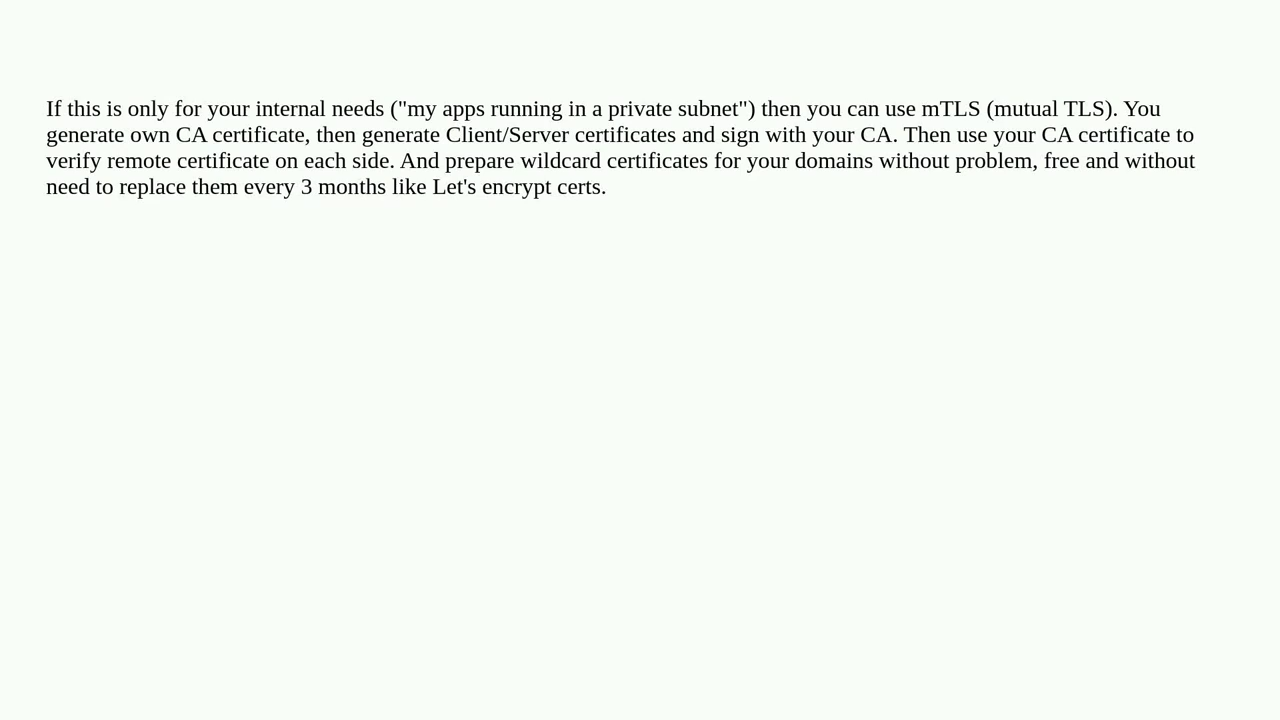 If this is only for your internal needs ("my apps running in a private subnet") then you can use mTLS (mutual TLS). You
generate own CA certificate, then generate Client/Server certificates and sign with your CA. Then use your CA certificate to
verify remote certificate on each side. And prepare wildcard certificates for your domains without problem, free and without
need to replace them every 3 months like Let's encrypt certs.